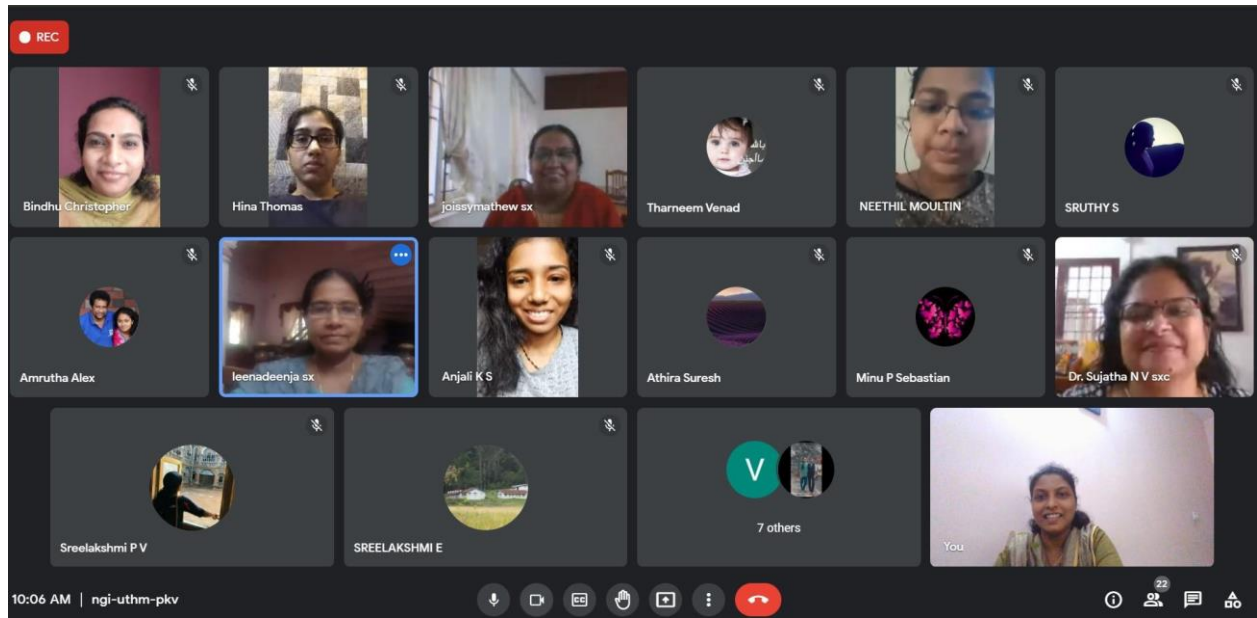 REC
Bindhu Christopher
Hina Thomas
joissymathew sx
Tharneem Venad
NEETHIL MOULTIN
SRUTHY S
Amrutha Alex
leenadeenja sx
Anjali K S
Athira Suresh
Minu P Sebastian
Dr. Sujatha N V sxc
Sreelakshmi P V
SREELAKSHMI E
V
7 others
You
10:06 AM | ngi-uthm-pkv
CC
22